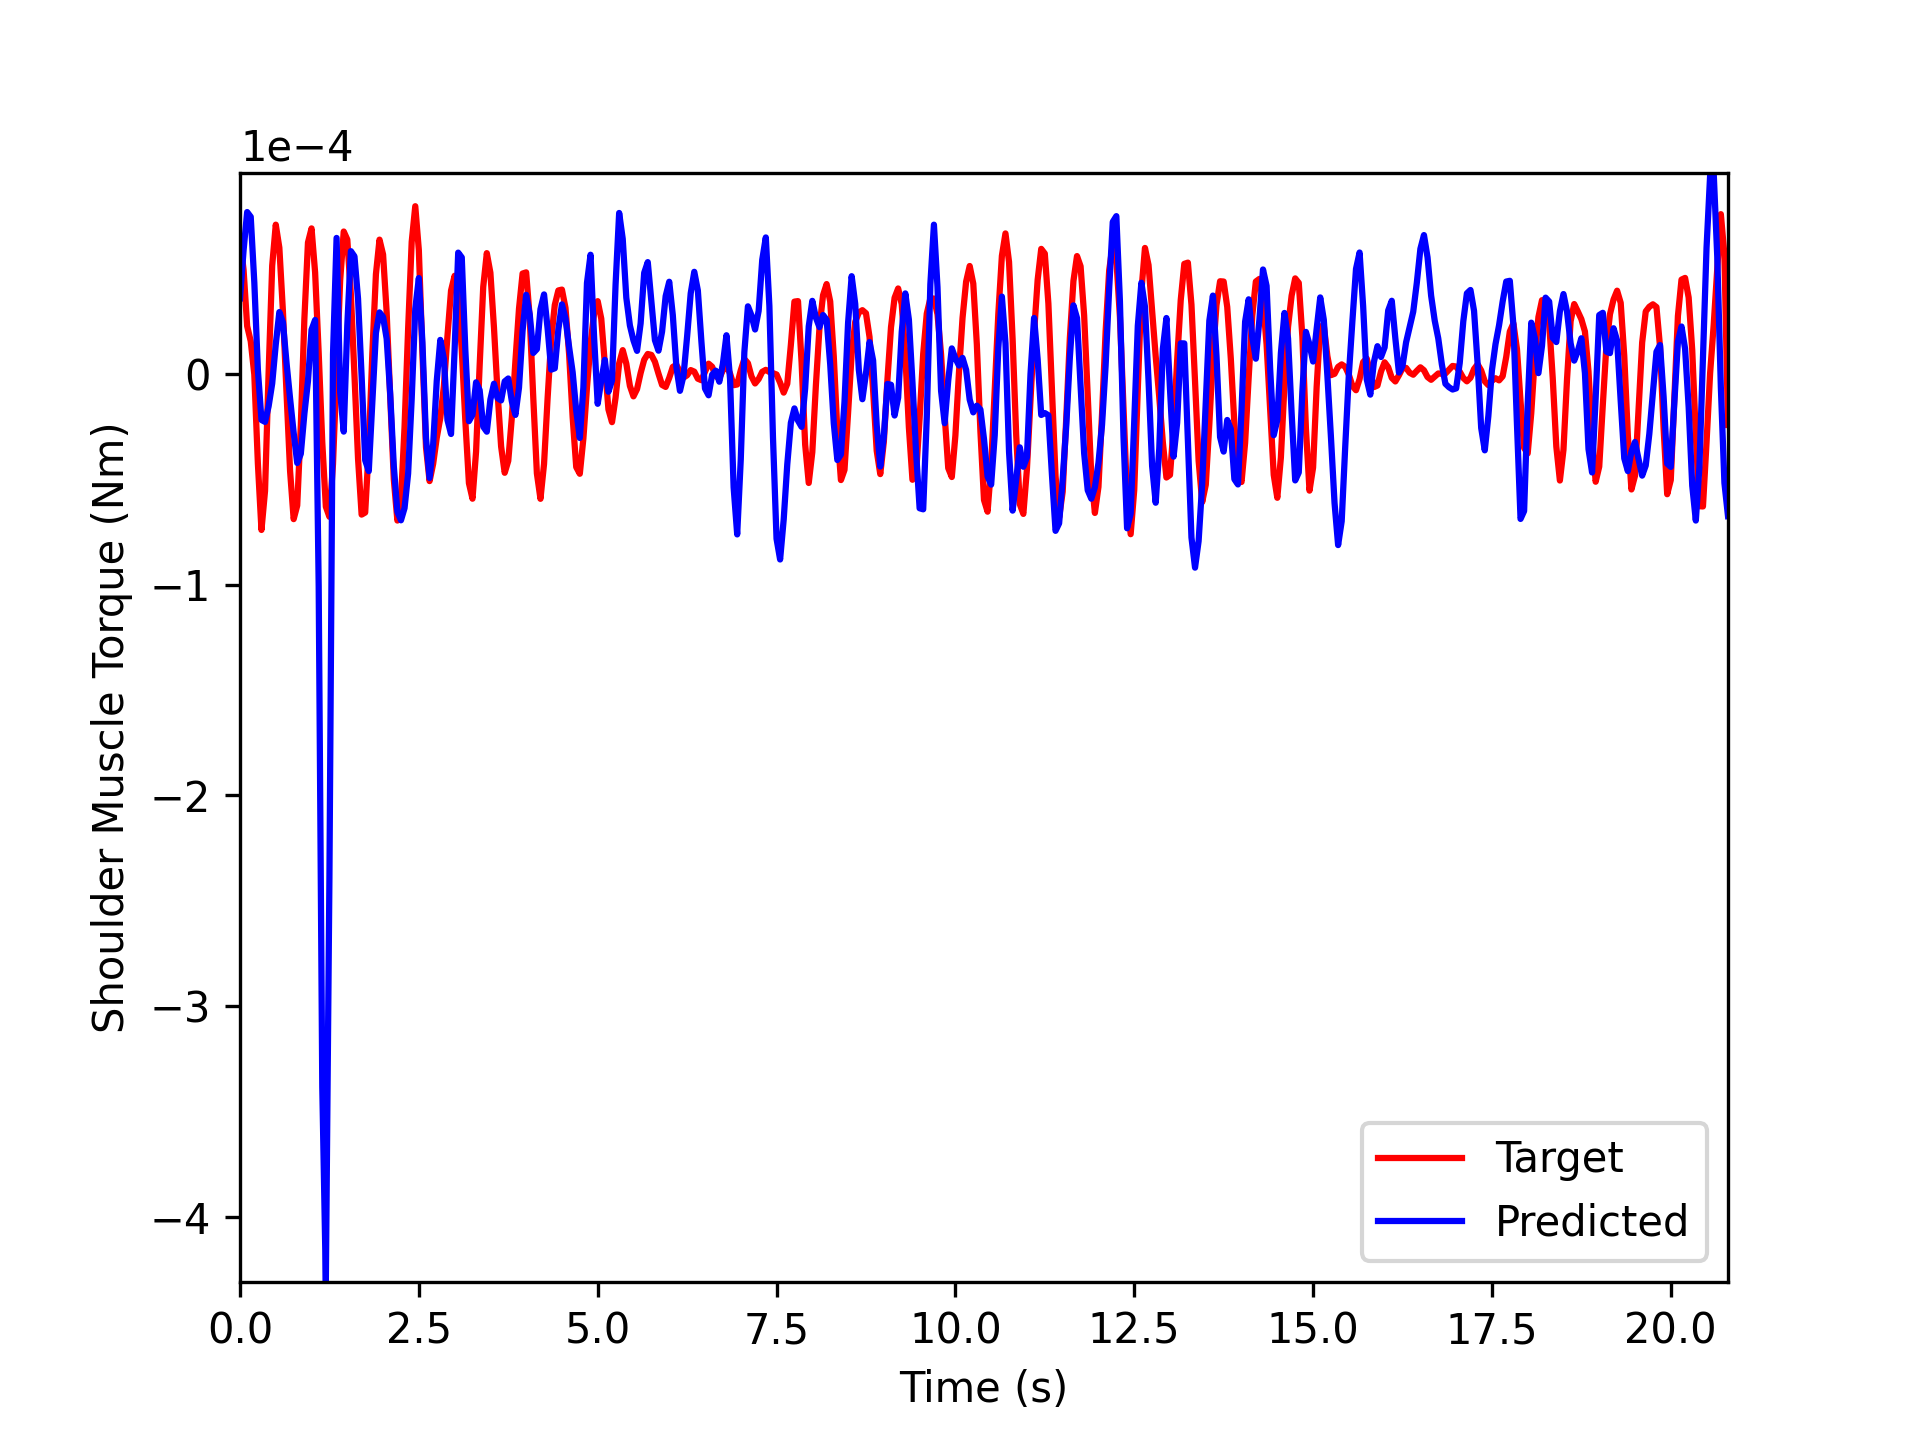 1e−4
0
−1
−2
−3
−4
Shoulder Muscle Torque (Nm)
Target
Predicted
0.0 2.5 5.0 7.5 10.0 12.5 15.0 17.5 20.0
Time (s)